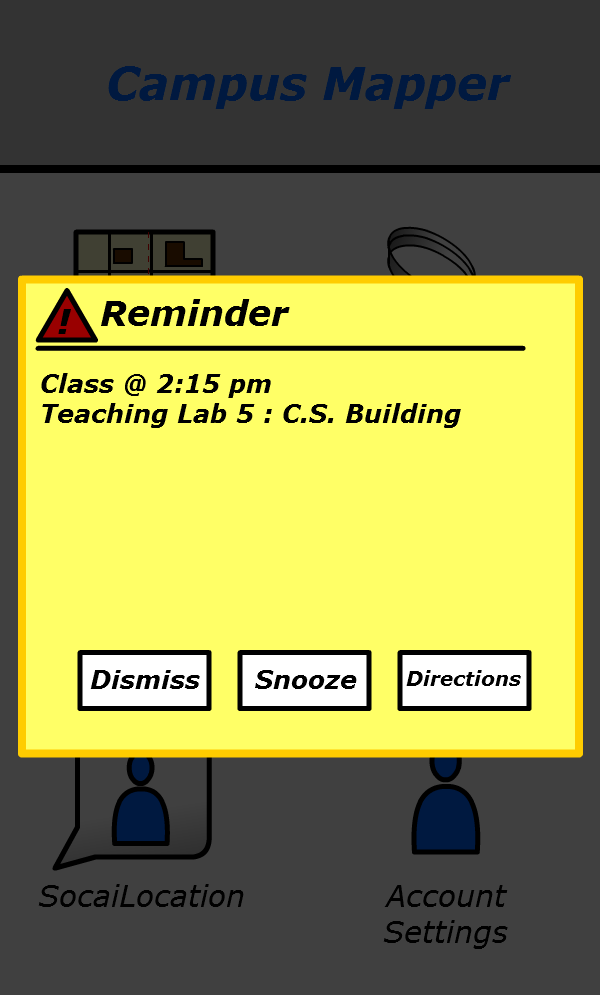 Campus Mapper
!
Reminder
Class @ 2:15 pm
Teaching Lab 5 : C.S. Building
Dismiss
Snooze
Directions
SocaiLocation
Account
Settings